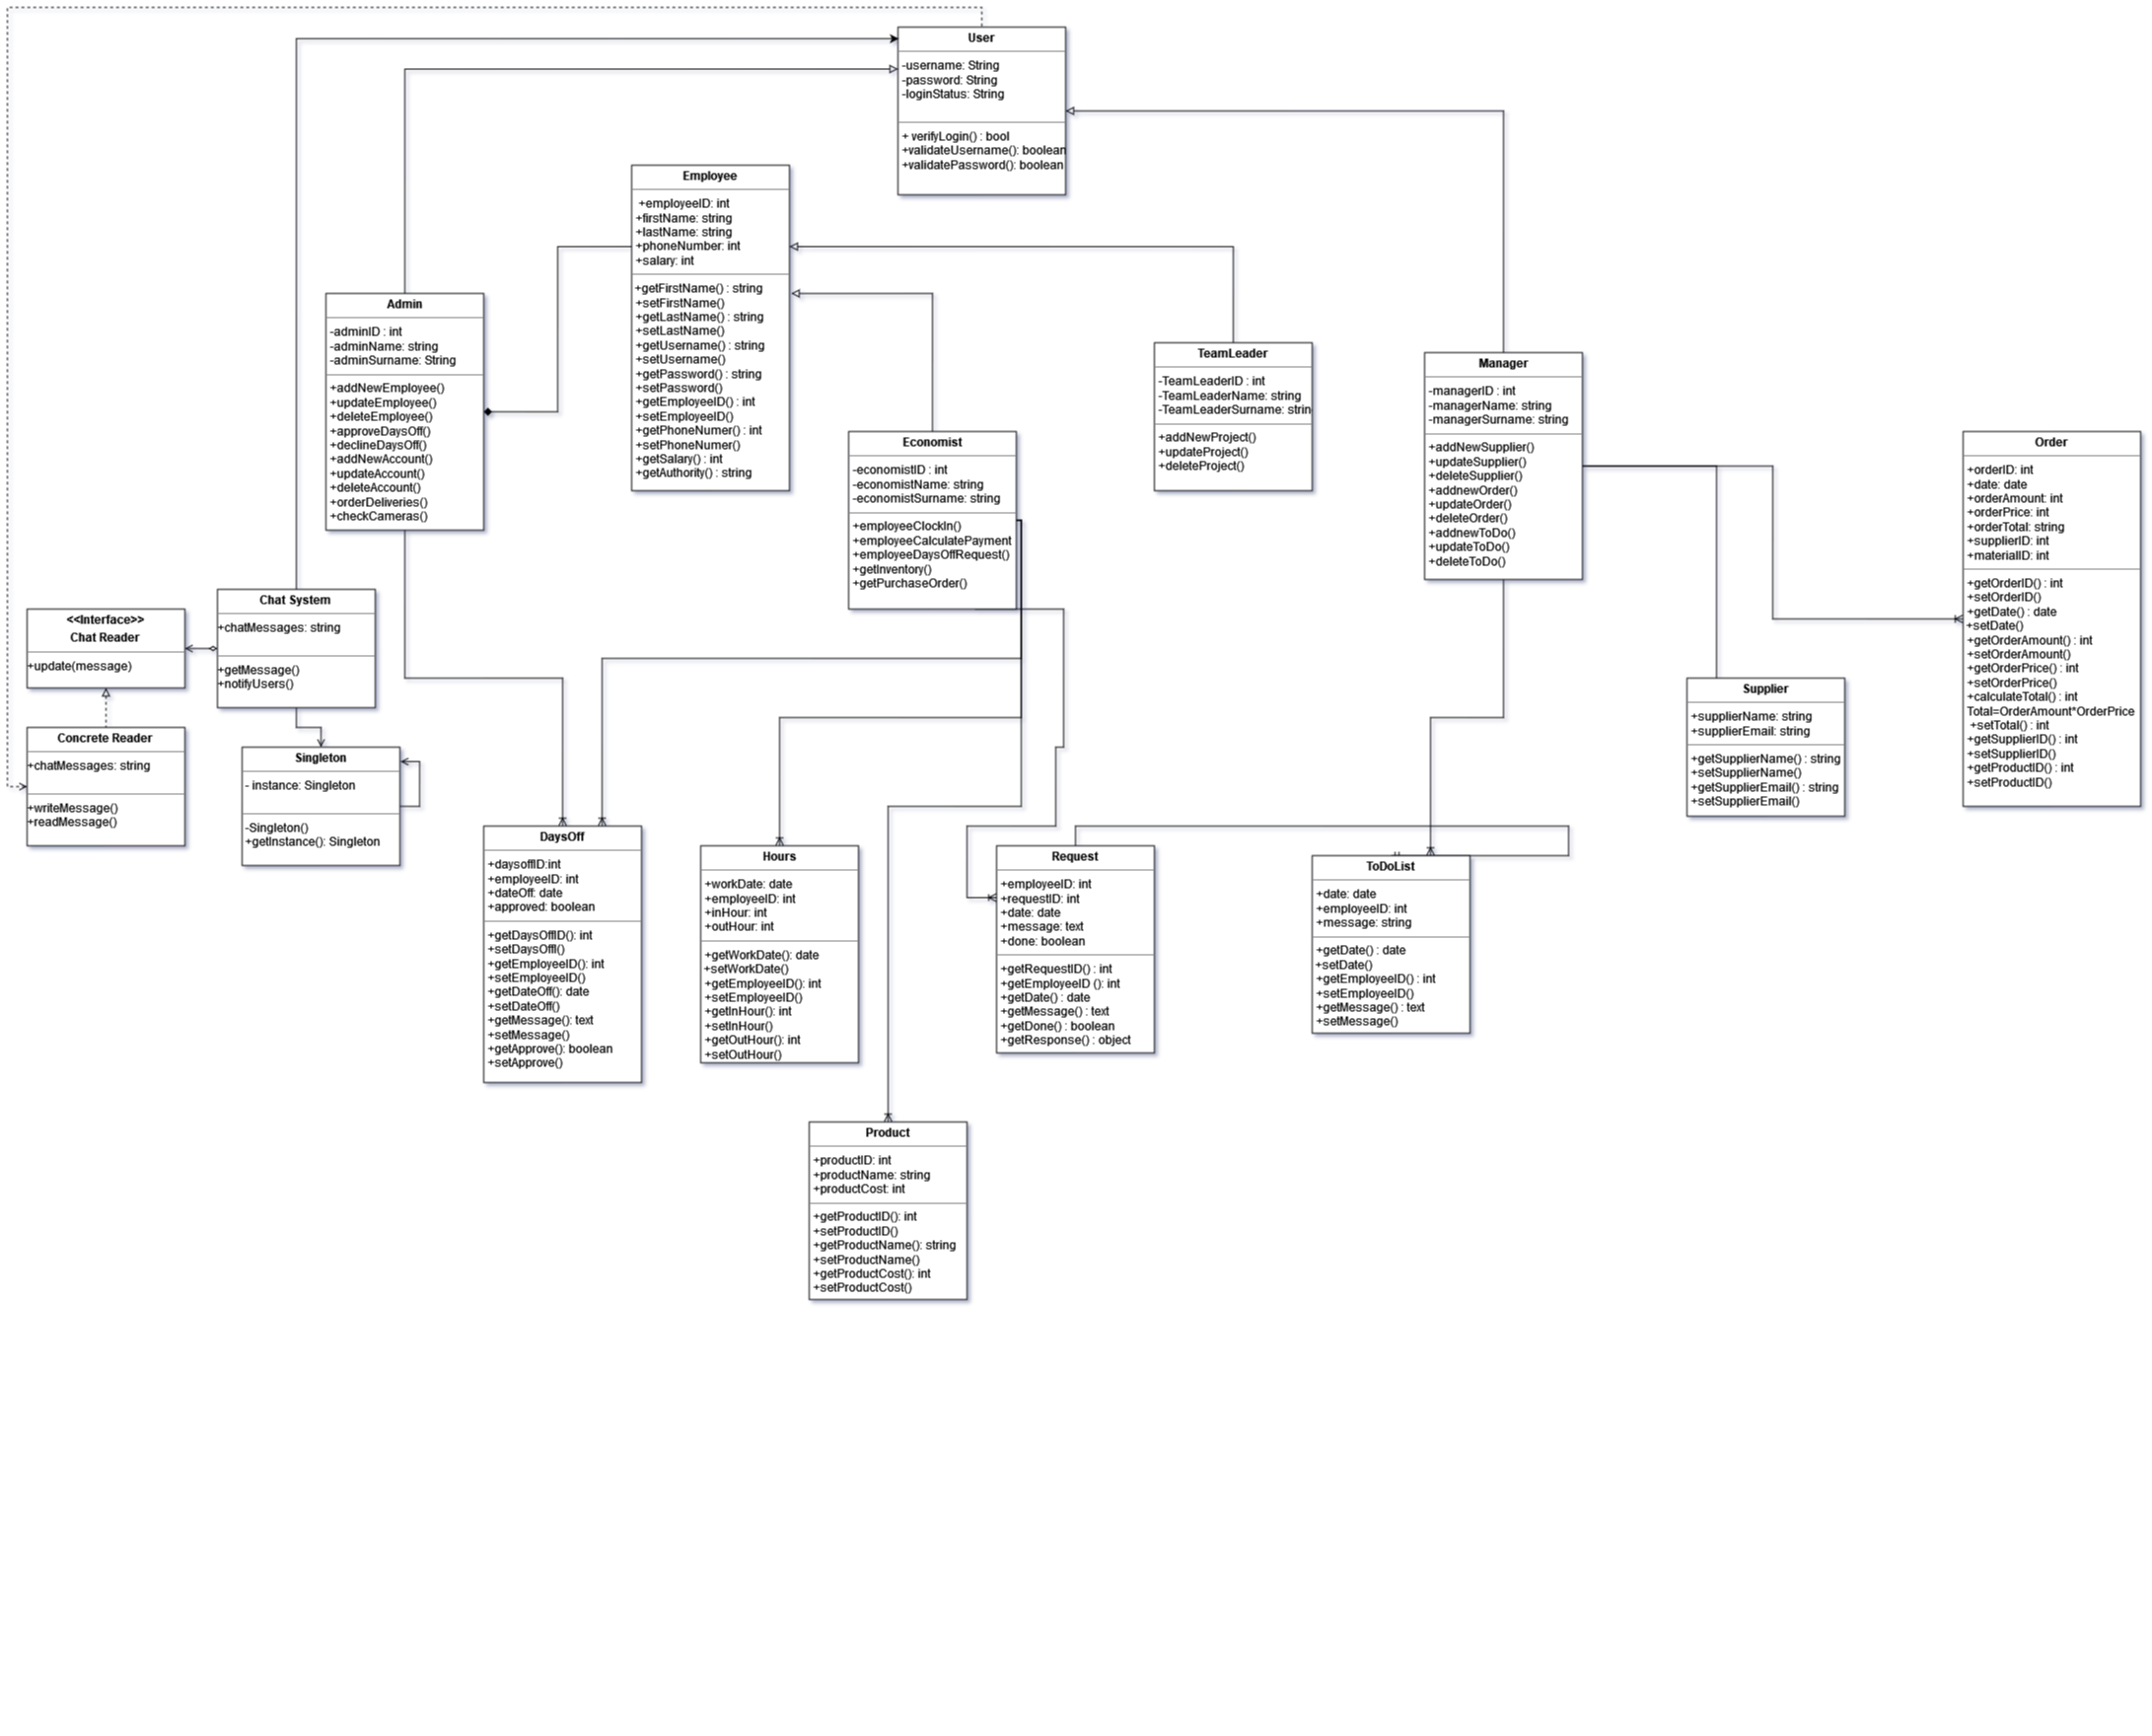 User
-username: String
-password: String
-loginStatus: String
+ verifyLogin() : bool
+validateUsername(): boolean
+validatePassword(): boolean
Employee
+employeeID: int
+firstName: string
+lastName: string
+phoneNumber: int
+salary: int
+getFirstName() : string
+setFirstName()
+getLastName() : string
+setLastName()
+getUsername() : string
+setUsername()
+getPassword() : string
+setPassword()
+getEmployeeID() : int
+setEmployeeID()
+getPhoneNumer() : int
+setPhoneNumer()
+getSalary() : int
+getAuthority() : string
Admin
-adminID : int
-adminName: string
-adminSurname: String
+addNewEmployee()
+updateEmployee()
+deleteEmployee()
+approveDaysOff()
+declineDaysOff()
+addNewAccount()
+updateAccount()
+deleteAccount()
+orderDeliveries()
+checkCameras()
TeamLeader
-TeamLeaderID : int
-TeamLeaderName: string
-TeamLeaderSurname: strin
+addNewProject()
+updateProject()
+deleteProject()
Manager
-managerID : int
-managerName: string
-managerSurname: string
+addNewSupplier()
+updateSupplier()
+deleteSupplier()
+addnewOrder()
+updateOrder()
+deleteOrder()
+addnewToDo()
+updateToDo()
+deleteToDo()
Economist
-economistID : int
-economistName: string
-economistSurname: string
+employeeClockIn()
+employeeCalculatePayment
+employeeDaysOffRequest()
+getInventory()
+getPurchaseOrder()
Order
+orderID: int
+date: date
+orderAmount: int
+orderPrice: int
+orderTotal: string
+supplierID: int
+materialID: int
+getOrderID() : int
+setOrderID()
+getDate() : date
+setDate()
+getOrderAmount() : int
+setOrderAmount()
+getOrderPrice() : int
+setOrderPrice()
+calculateTotal() : int
Total=OrderAmount*OrderPrice
+setTotal() : int
+getSupplierID() : int
+setSupplierID()
+getProductID() : int
+setProductID()
Chat System
+chatMessages: string
+getMessage()
+notifyUsers()
<<Interface>>
Chat Reader
+update(message)
Concrete Reader
+chatMessages: string
+writeMessage()
+readMessage()
Singleton
- instance: Singleton
-Singleton()
+getInstance(): Singleton
Supplier
+supplierName: string
+supplierEmail: string
+getSupplierName() : string
+setSupplierName()
+getSupplierEmail() : string
+setSupplierEmail()
DaysOff
+daysoffID:int
+employeeID: int
+dateOff: date
+approved: boolean
+getDaysOffID(): int
+setDaysOffI()
+getEmployeeID(): int
+setEmployeeID()
+getDateOff(): date
+setDateOff()
+getMessage(): text
+setMessage()
+getApprove(): boolean
+setApprove()
Hours
+workDate: date
+employeeID: int
+inHour: int
+outHour: int
+getWorkDate(): date
+setWorkDate()
+getEmployeeID(): int
+setEmployeeID()
+getInHour(): int
+setInHour()
+getOutHour(): int
+setOutHour()
Request
+employeeID: int
+requestID: int
+date: date
+message: text
+done: boolean
+getRequestID() : int
+getEmployeeID (): int
+getDate() : date
+getMessage() : text
+getDone() : boolean
+getResponse() : object
ToDoList
+date: date
+employeeID: int
+message: string
+getDate() : date
+setDate()
+getEmployeeID() : int
+setEmployeeID()
+getMessage() : text
+setMessage()
Product
+productID: int
+productName: string
+productCost: int
+getProductID(): int
+setProductID()
+getProductName(): string
+setProductName()
+getProductCost(): int
+setProductCost()